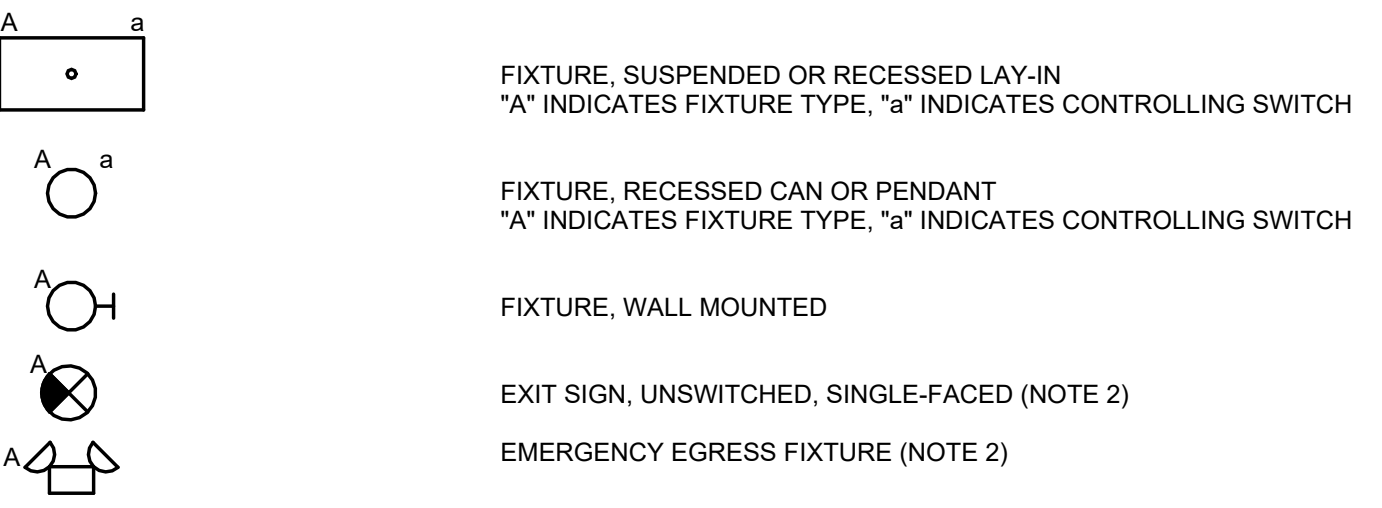 A a
FIXTURE, SUSPENDED OR RECESSED LAY-IN
"A" INDICATES FIXTURE TYPE, "a" INDICATES CONTROLLING SWITCH
A a
FIXTURE, RECESSED CAN OR PENDANT
"A" INDICATES FIXTURE TYPE, "a" INDICATES CONTROLLING SWITCH
A
FIXTURE, WALL MOUNTED
A
EXIT SIGN, UNSWITCHED, SINGLE-FACED (NOTE 2)
A
EMERGENCY EGRESS FIXTURE (NOTE 2)